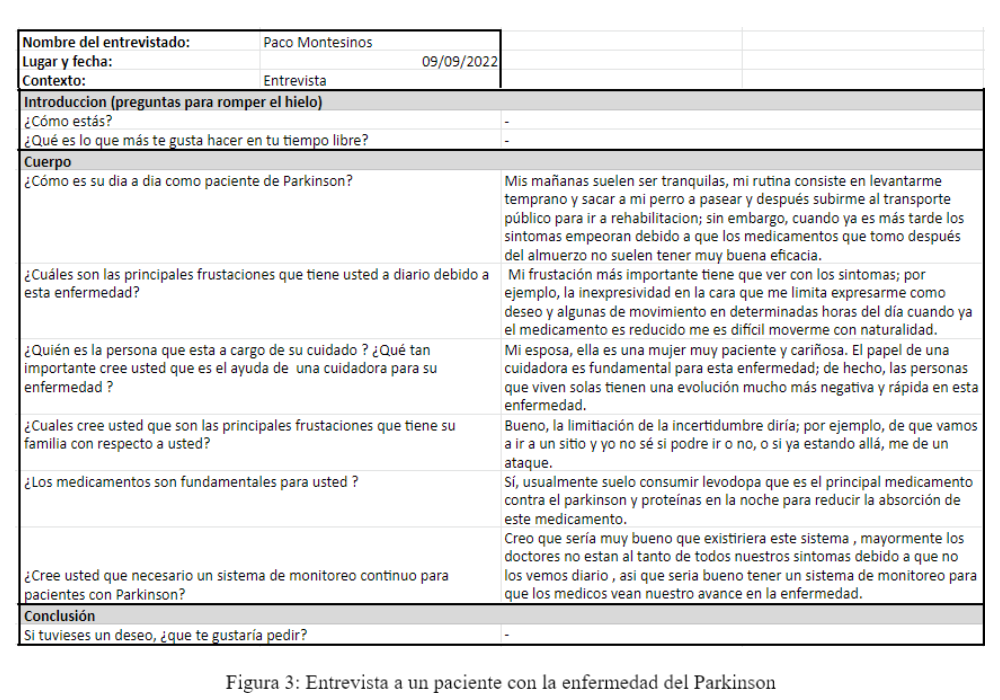 Nombre del entrevistado: Paco Montesinos
Lugar y fecha: 09/09/2022
Contexto: Entrevista
Introduccion (preguntas para romper el hielo)
¿Cómo estás? -
¿Qué es lo que más te gusta hacer en tu tiempo libre? -
Cuerpo
¿Cómo es su dia a dia como paciente de Parkinson?
Mis mañanas suelen ser tranquilas, mi rutina consiste en levantarme
temprano y sacar a mi perro a pasear y después subirme al transporte
público para ir a rehabilitacion; sin embargo, cuando ya es más tarde los
sintomas empeoran debido a que los medicamentos que tomo después
del almuerzo no suelen tener muy buena eficacia.
¿Cuáles son las principales frustaciones que tiene usted a diario debido a
esta enfermedad?
Mi frustación más importante tiene que ver con los sintomas; por
ejemplo, la inexpresividad en la cara que me limita expresarme como
deseo y algunas de movimiento en determinadas horas del día cuando ya
el medicamento es reducido me es difícil moverme con naturalidad.
¿Quién es la persona que esta a cargo de su cuidado ? ¿Qué tan
importante cree usted que es el ayuda de una cuidadora para su
enfermedad ?
Mi esposa, ella es una mujer muy paciente y cariñosa. El papel de una
cuidadora es fundamental para esta enfermedad; de hecho, las personas
que viven solas tienen una evolución mucho más negativa y rápida en esta
enfermedad.
¿Cuales cree usted que son las principales frustaciones que tiene su
familia con respecto a usted?
Bueno, la limitiación de la incertidumbre diría; por ejemplo, de que vamos
a ir a un sitio y yo no sé si podre ir o no, o si ya estando allá, me de un
ataque.
¿Los medicamentos son fundamentales para usted ?
Sí, usualmente suelo consumir levodopa que es el principal medicamento
contra el parkinson y proteínas en la noche para reducir la absorción de
este medicamento.
¿Cree usted que necesario un sistema de monitoreo continuo para
pacientes con Parkinson?
Creo que sería muy bueno que existiriera este sistema , mayormente los
doctores no estan al tanto de todos nuestros sintomas debido a que no
los vemos diario , asi que seria bueno tener un sistema de monitoreo para
que los medicos vean nuestro avance en la enfermedad.
Conclusión
Si tuvieses un deseo, ¿que te gustaría pedir? -
Figura 3: Entrevista a un paciente con la enfermedad del Parkinson